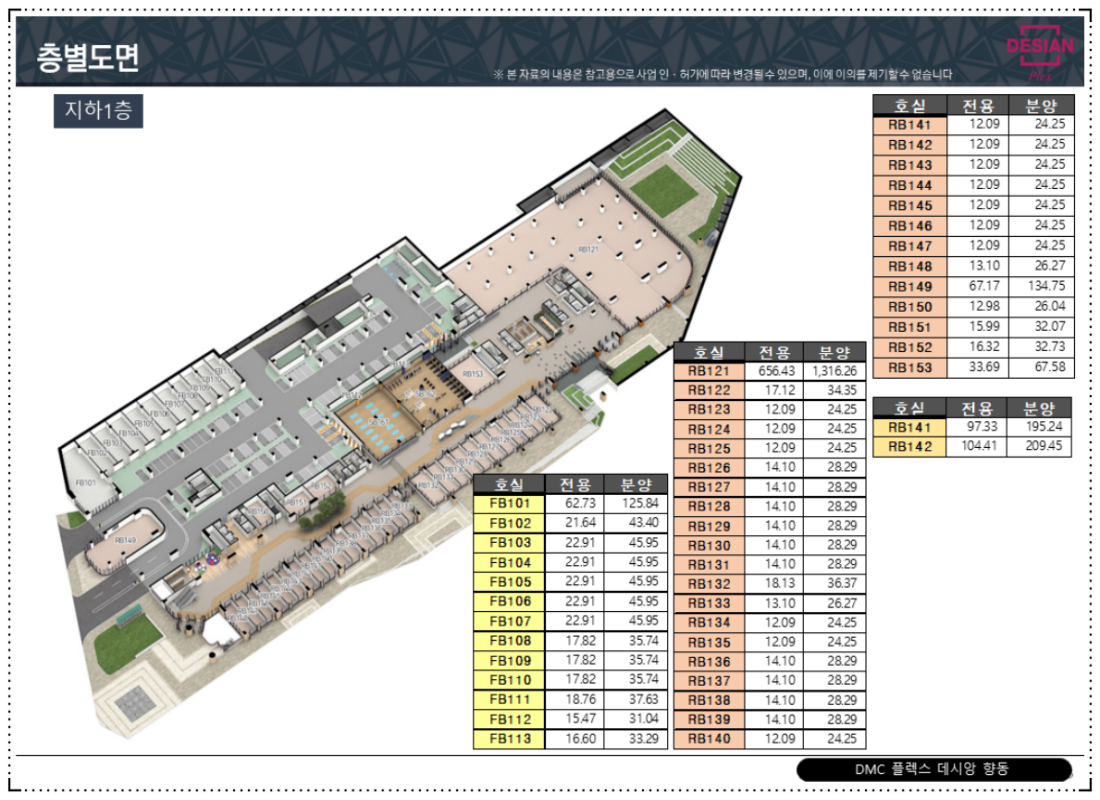 층별도면
※ 본 자료의 내용은 참고용으로 사업 인·허가에 따라 변경될 수 있으며, 이에 이의를 제기할 수 없습니다
DESIAN
Plex
지하1층
호실 전용 분양
RB141 12.09 24.25
RB142 12.09 24.25
RB143 12.09 24.25
RB144 12.09 24.25
RB145 12.09 24.25
RB146 12.09 24.25
RB147 12.09 24.25
RB148 13.10 26.27
RB149 67.17 134.75
RB150 12.98 26.04
RB151 15.99 32.07
RB152 16.32 32.73
RB153 33.69 67.58
호실 전용 분양
RB141 97.33 195.24
RB142 104.41 209.45
호실 전용 분양
RB121 656.43 1,316.26
RB122 17.12 34.35
RB123 12.09 24.25
RB124 12.09 24.25
RB125 12.09 24.25
RB126 14.10 28.29
RB127 14.10 28.29
RB128 14.10 28.29
RB129 14.10 28.29
RB130 14.10 28.29
RB131 14.10 28.29
RB132 18.13 36.37
RB133 13.10 26.27
RB134 12.09 24.25
RB135 12.09 24.25
RB136 14.10 28.29
RB137 14.10 28.29
RB138 14.10 28.29
RB139 14.10 28.29
RB140 12.09 24.25
호실 전용 분양
FB101 62.73 125.84
FB102 21.64 43.40
FB103 22.91 45.95
FB104 22.91 45.95
FB105 22.91 45.95
FB106 22.91 45.95
FB107 22.91 45.95
FB108 17.82 35.74
FB109 17.82 35.74
FB110 17.82 35.74
FB111 18.76 37.63
FB112 15.47 31.04
FB113 16.60 33.29
RB121
RB153
FB110
FB109
FB108
FB107
FB106
FB105
FB104
FB103
FB102
FB101
RB149
RB151
RB152
DMC 플렉스 데시앙 향동